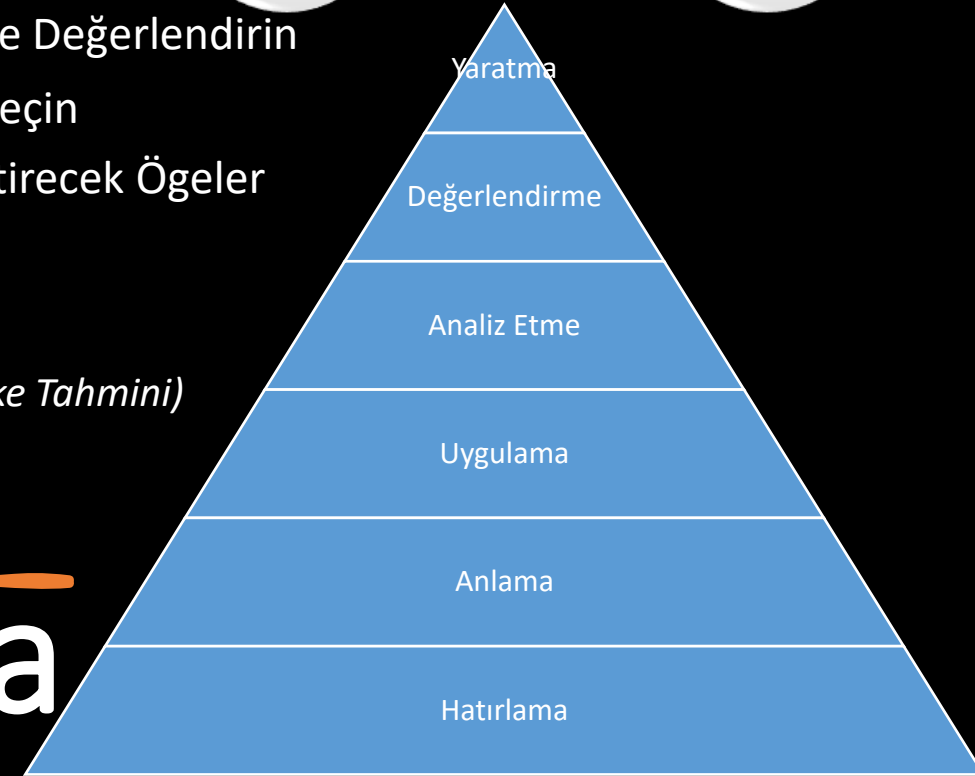 e Değerlendirin
eçin
tirecek Ögeler
ke Tahmini)
a
Yaratma
Değerlendirme
Analiz Etme
Uygulama
Anlama
Hatırlama